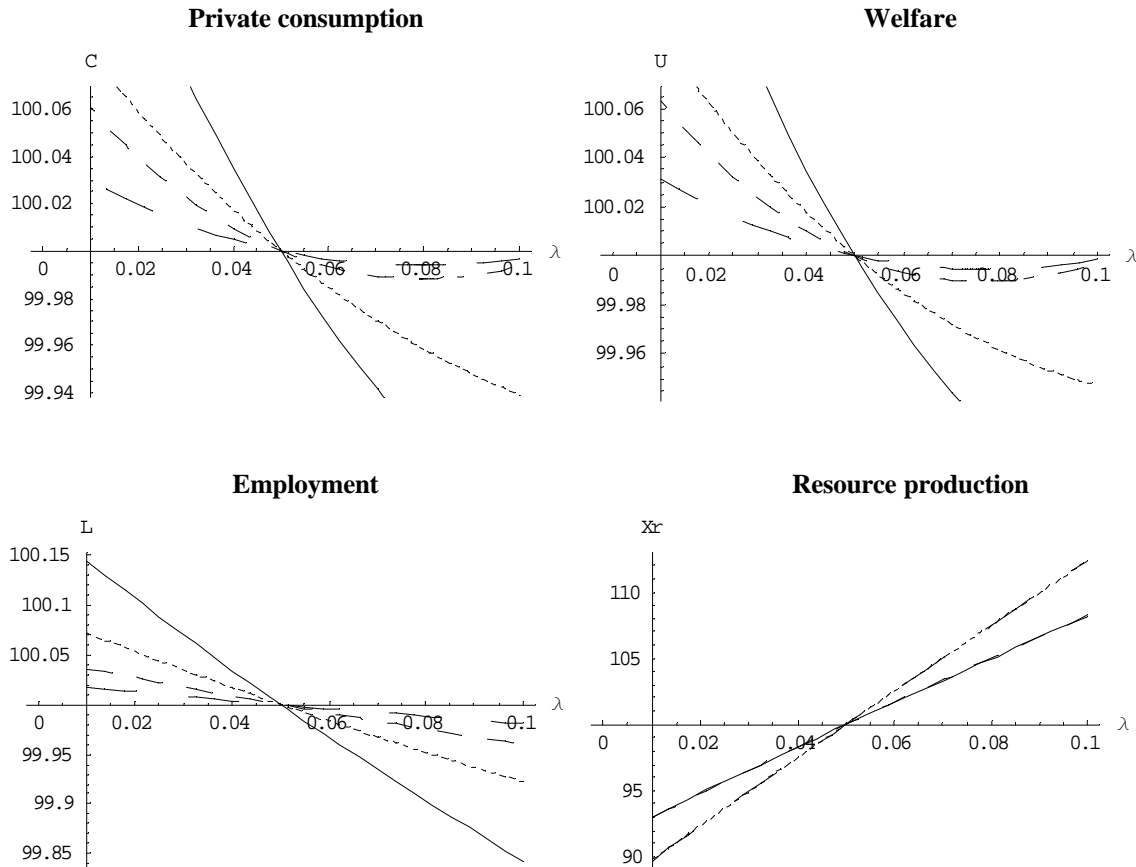 Private consumption
C
100.06
100.04
100.02
0 0.02 0.04 0.06 0.08 0.1 λ
99.98
99.96
99.94
Welfare
U
100.06
100.04
100.02
0 0.02 0.04 0.06 0.08 0.1 λ
99.98
99.96
Employment
L
100.15
100.1
100.05
0 0.02 0.04 0.06 0.08 0.1 λ
99.95
99.9
99.85
Resource production
Xr
110
105
0 0.02 0.04 0.06 0.08 0.1 λ
95
90